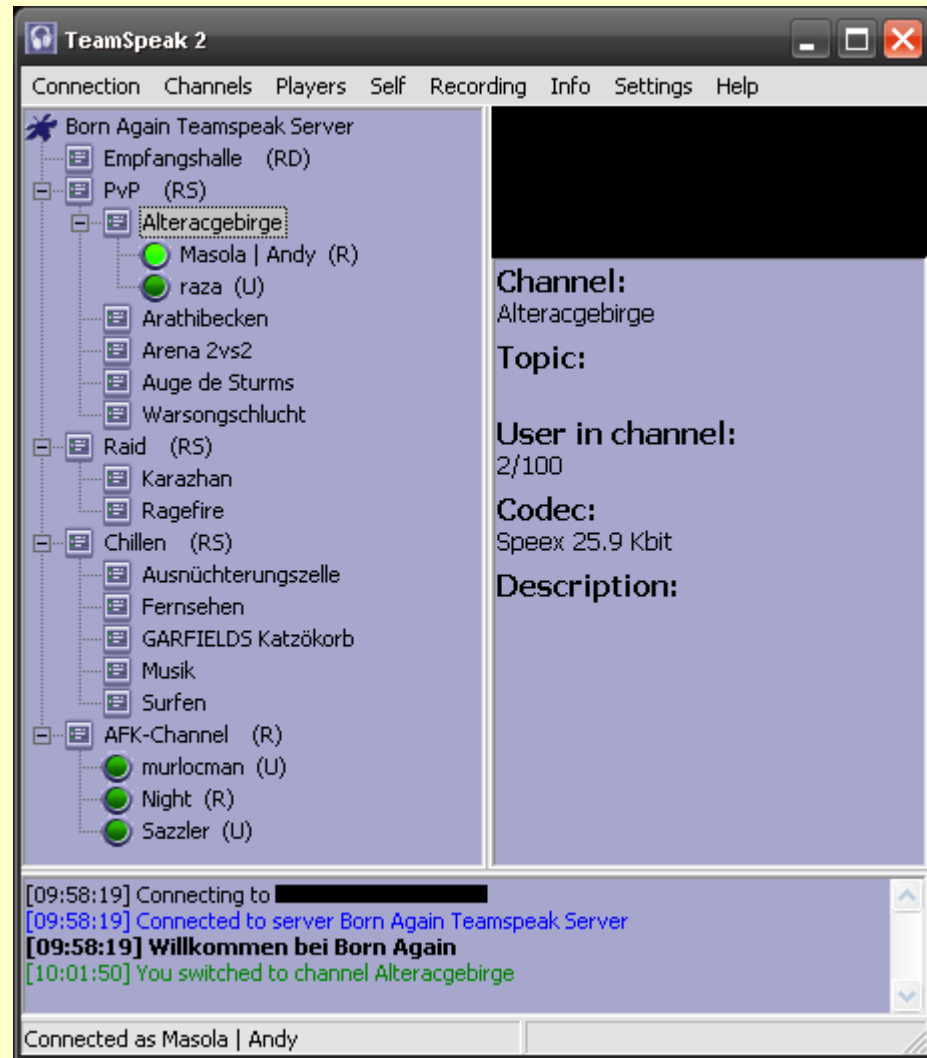 TeamSpeak 2
Connection Channels Players Self Recording Info Settings Help
Born Again Teamspeak Server
Empfangshalle (RD)
PvP (RS)
Alteracgebirge
Masola | Andy (R)
raza (U)
Arathibecken
Arena 2vs2
Auge de Sturms
Warsongschlucht
Raid (RS)
Karazhan
Ragefire
Chillen (RS)
Ausnüchterungszelle
Fernsehen
GARFIELDS Katzökorb
Musik
Surfen
AFK-Channel (R)
murlocman (U)
Night (R)
Sazzler (U)
Channel:
Alteracgebirge
Topic:
User in channel:
2/100
Codec:
Speex 25.9 Kbit
Description:
[09:58:19] Connecting to
[09:58:19] Connected to server Born Again Teamspeak Server
[09:58:19] Willkommen bei Born Again
[10:01:50] You switched to channel Alteracgebirge
Connected as Masola | Andy